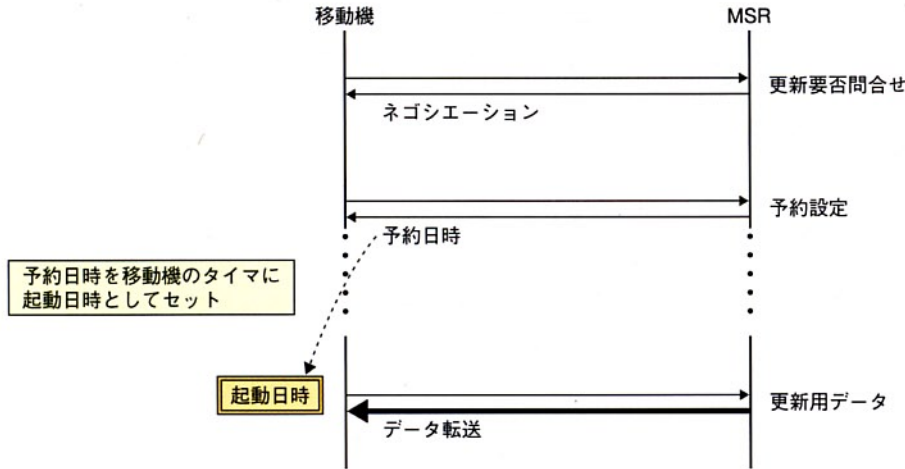 移動機
MSR
更新要否問合せ
ネゴシエーション
予約設定
予約日時
予約日時を移動機のタイマに
起動日時としてセット
起動日時
更新用データ
データ転送